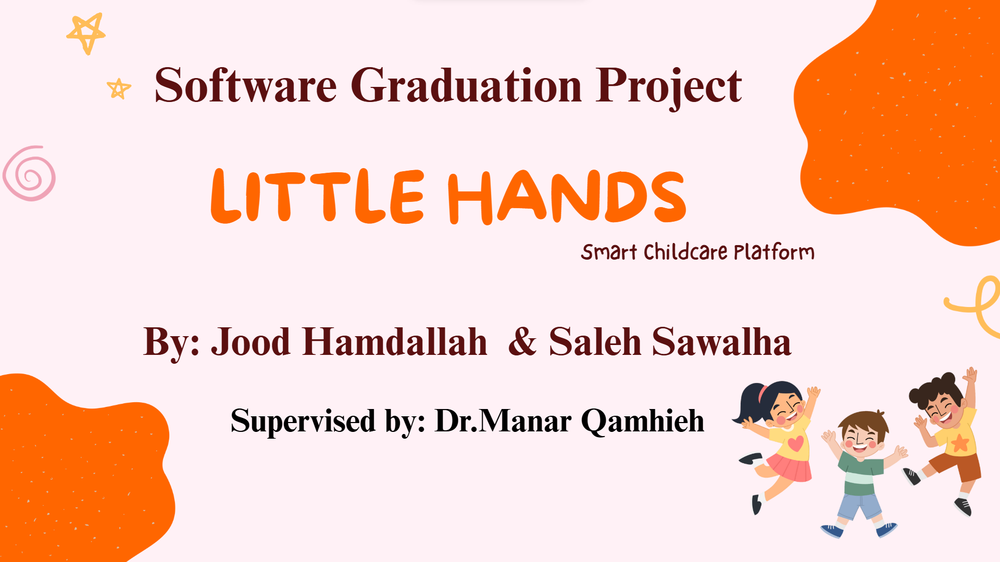 Software Graduation Project
LITTLE HANDS
Smart Childcare Platform
By: Jood Hamdallah  & Saleh Sawalha
Supervised by: Dr.Manar Qamhieh